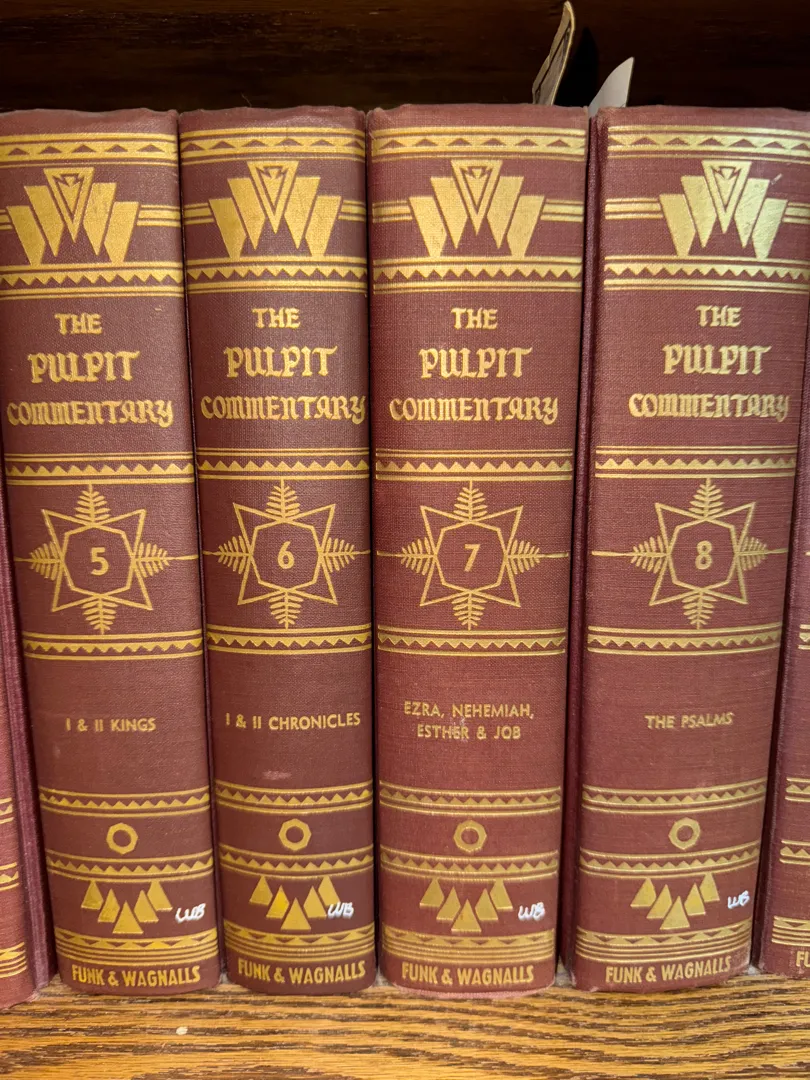 THE
PULPIT
COMMENTARY
5
I & II KINGS
WB
FUNK & WAGNALLS
THE
PULPIT
COMMENTARY
6
I & II CHRONICLES
WB
FUNK & WAGNALLS
THE
PULPIT
COMMENTARY
7
EZRA, NEHEMIAH,
ESTHER & JOB
WB
FUNK & WAGNALLS
THE
PULPIT
COMMENTARY
8
THE PSALMS
WB
FUNK & WAGNALLS